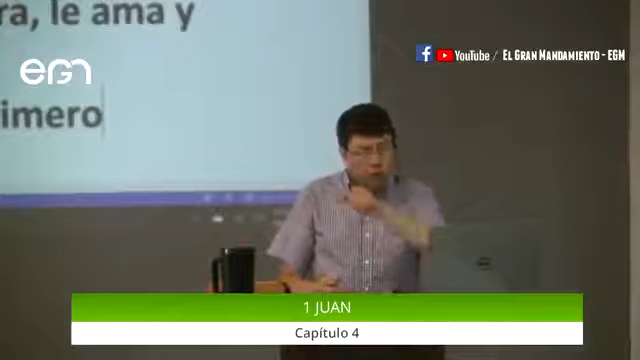 ra, le ama y
imero
EGM
YouTube / EL GRAN MANDAMIENTO - EGM
1 JUAN
Capítulo 4